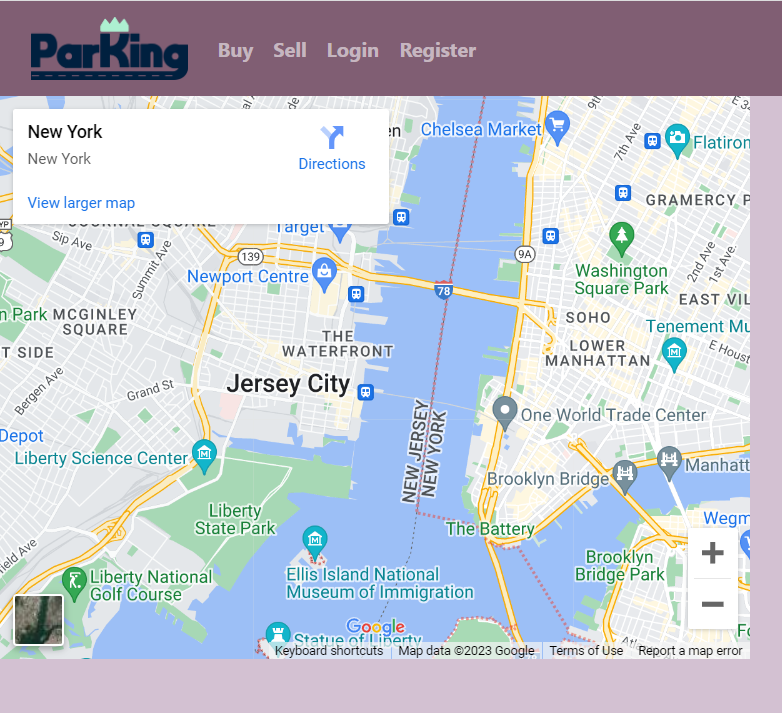 ParKing
Buy Sell Login Register
New York
New York
Directions
View larger map
Chelsea Market
9th
7th Ave
Flatiron
GRAMERCY P
Target
Sip Ave
139
Newport Centre
Summit Ave
9A
Washington
Square Park
2nd Ave
1st Ave
EAST VIL
78
n Park
MCGINLEY
SQUARE
T SIDE
THE
WATERFRONT
SOHO
LOWER
MANHATTAN
Tenement Mu
E Houst
Jersey City
Bergen Ave
Grand St
NEW JERSEY
NEW YORK
One World Trade Center
Depot
Liberty Science Center
Brooklyn Bridge
Manhatt
Liberty
State Park
The Battery
Wegm
field Ave
Ellis Island National
Museum of Immigration
Brooklyn
Bridge Park
Liberty National
Golf Course
Google
Statue of Liberty
Keyboard shortcuts
Map data ©2023 Google
Terms of Use
Report a map error